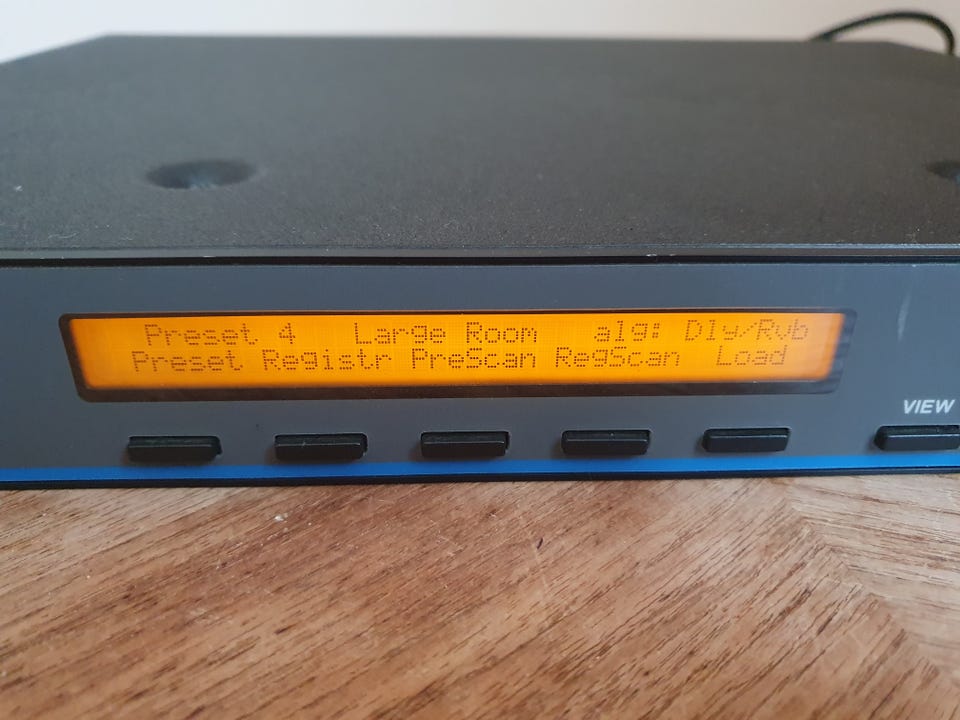 Preset 4 Large Room alg: Dly/Rvb
Preset Registr PreScan RegScan Load
VIEW